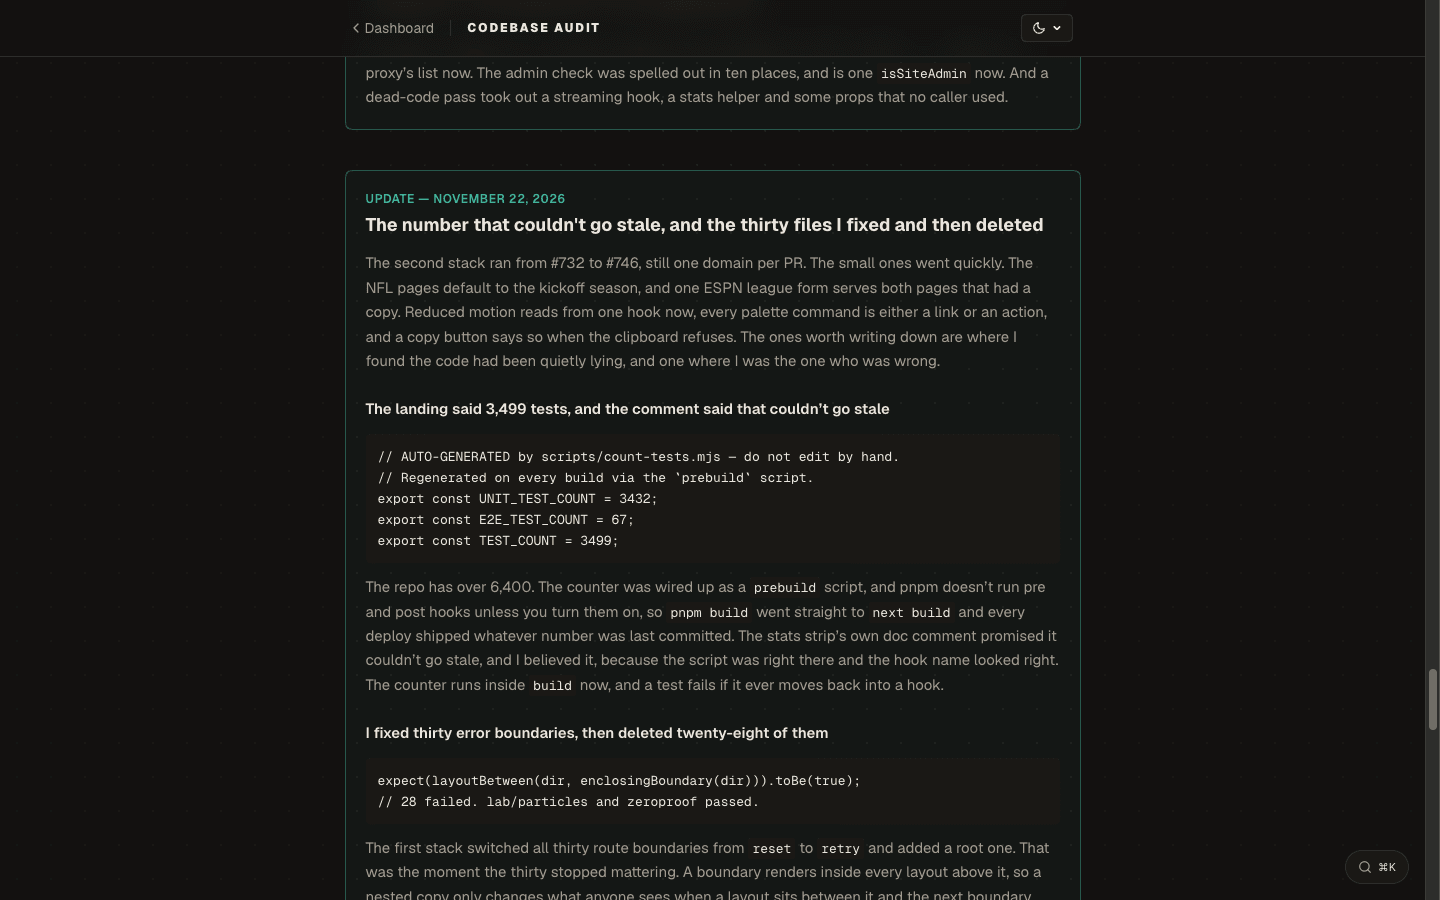 Dashboard
CODEBASE AUDIT
proxy’s list now. The admin check was spelled out in ten places, and is one isSiteAdmin now. And a
dead-code pass took out a streaming hook, a stats helper and some props that no caller used.
UPDATE — NOVEMBER 22, 2026
The number that couldn't go stale, and the thirty files I fixed and then deleted
The second stack ran from #732 to #746, still one domain per PR. The small ones went quickly. The
NFL pages default to the kickoff season, and one ESPN league form serves both pages that had a
copy. Reduced motion reads from one hook now, every palette command is either a link or an action,
and a copy button says so when the clipboard refuses. The ones worth writing down are where I
found the code had been quietly lying, and one where I was the one who was wrong.
The landing said 3,499 tests, and the comment said that couldn’t go stale
// AUTO-GENERATED by scripts/count-tests.mjs — do not edit by hand.
// Regenerated on every build via the `prebuild` script.
export const UNIT_TEST_COUNT = 3432;
export const E2E_TEST_COUNT = 67;
export const TEST_COUNT = 3499;
The repo has over 6,400. The counter was wired up as a prebuild script, and pnpm doesn’t run pre
and post hooks unless you turn them on, so pnpm build went straight to next build and every
deploy shipped whatever number was last committed. The stats strip’s own doc comment promised it
couldn’t go stale, and I believed it, because the script was right there and the hook name looked right.
The counter runs inside build now, and a test fails if it ever moves back into a hook.
I fixed thirty error boundaries, then deleted twenty-eight of them
expect(layoutBetween(dir, enclosingBoundary(dir))).toBe(true);
// 28 failed. lab/particles and zeroproof passed.
The first stack switched all thirty route boundaries from reset to retry and added a root one. That
was the moment the thirty stopped mattering. A boundary renders inside every layout above it, so a
nested copy only changes what anyone sees when a layout sits between it and the next boundary
⌘K